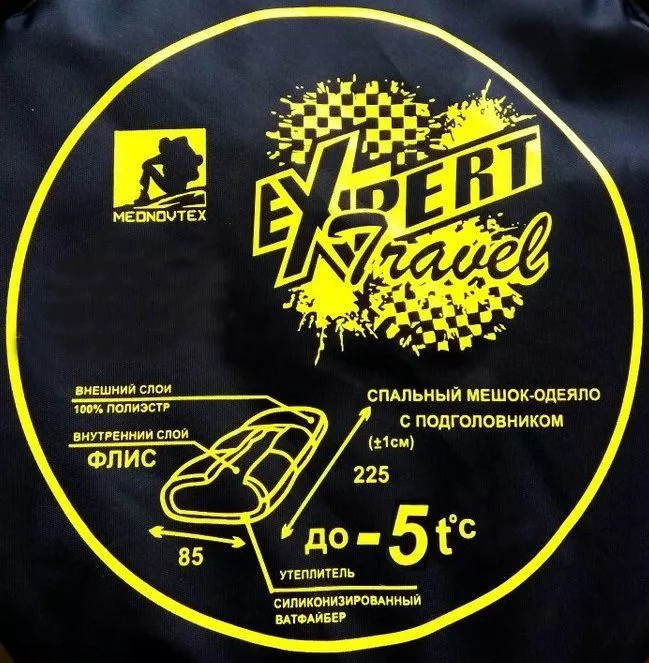 MEDNOVTEX
EXPERT
Travel
ВНЕШНИЙ СЛОИ
100% ПОЛИЭСТР
ВНУТРЕННИЙ СЛОЙ
ФЛИС
СПАЛЬНЫЙ МЕШОК-ОДЕЯЛО
С ПОДГОЛОВНИКОМ
(±1см)
225
85
до -5 t°c
УТЕПЛИТЕЛЬ
СИЛИКОНИЗИРОВАННЫЙ
ВАТФАЙБЕР